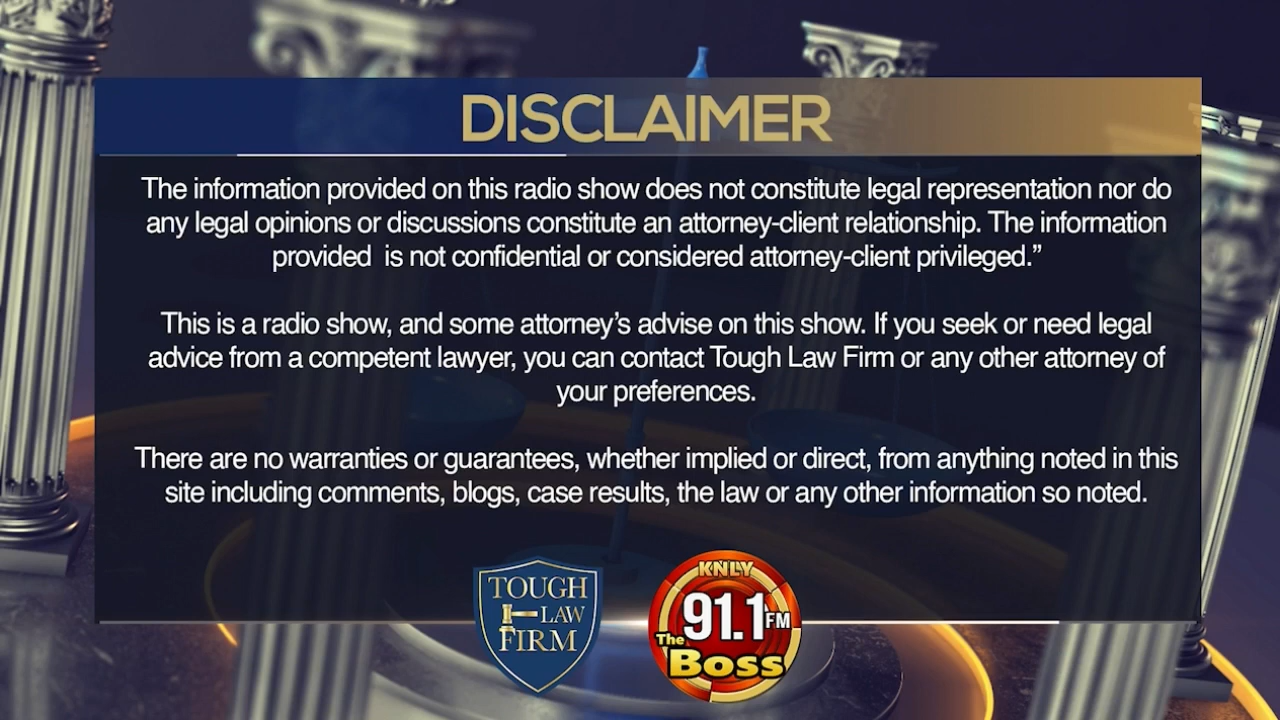 DISCLAIMER
The information provided on this radio show does not constitute legal representation nor do
any legal opinions or discussions constitute an attorney-client relationship. The information
provided  is not confidential or considered attorney-client privileged.”
This is a radio show, and some attorney’s advise on this show. If you seek or need legal
advice from a competent lawyer, you can contact Tough Law Firm or any other attorney of
your preferences.
There are no warranties or guarantees, whether implied or direct, from anything noted in this
site including comments, blogs, case results, the law or any other information so noted.
TOUGH
LAW
FIRM
KNLY
91.1 FM
The
Boss